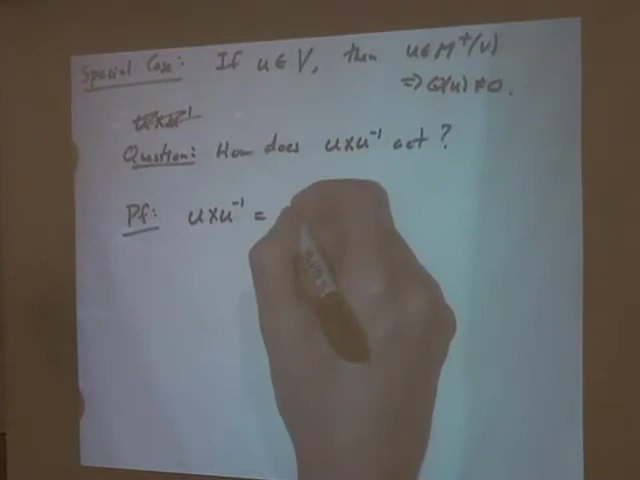 Special Case: If u ∈ V, then u ∈ M⁺(V)
⇒ Q(u) ≠ 0.
Question: How does uxu⁻¹ act?
Pf: uxu⁻¹ =